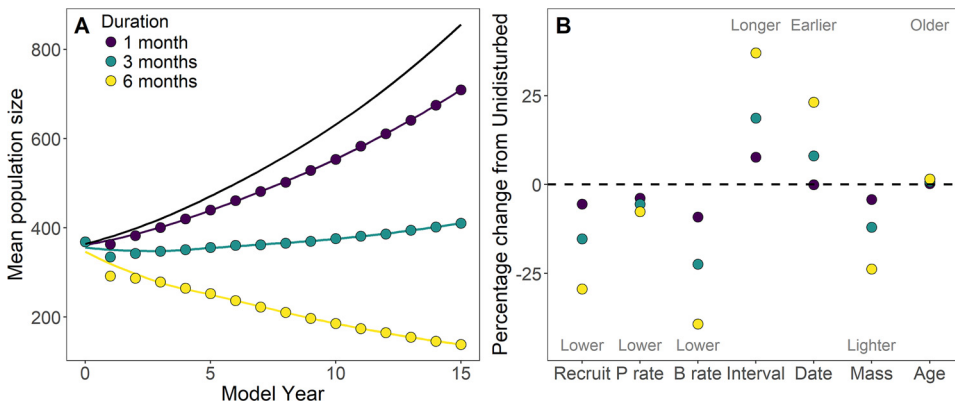 A
Duration
1 month
3 months
6 months
Mean population size
800
600
400
200
0
5
10
15
Model Year
B
Longer
Earlier
Older
Percentage change from Unidisturbed
25
0
-25
Lower
Lower
Lower
Lighter
Recruit
P rate
B rate
Interval
Date
Mass
Age